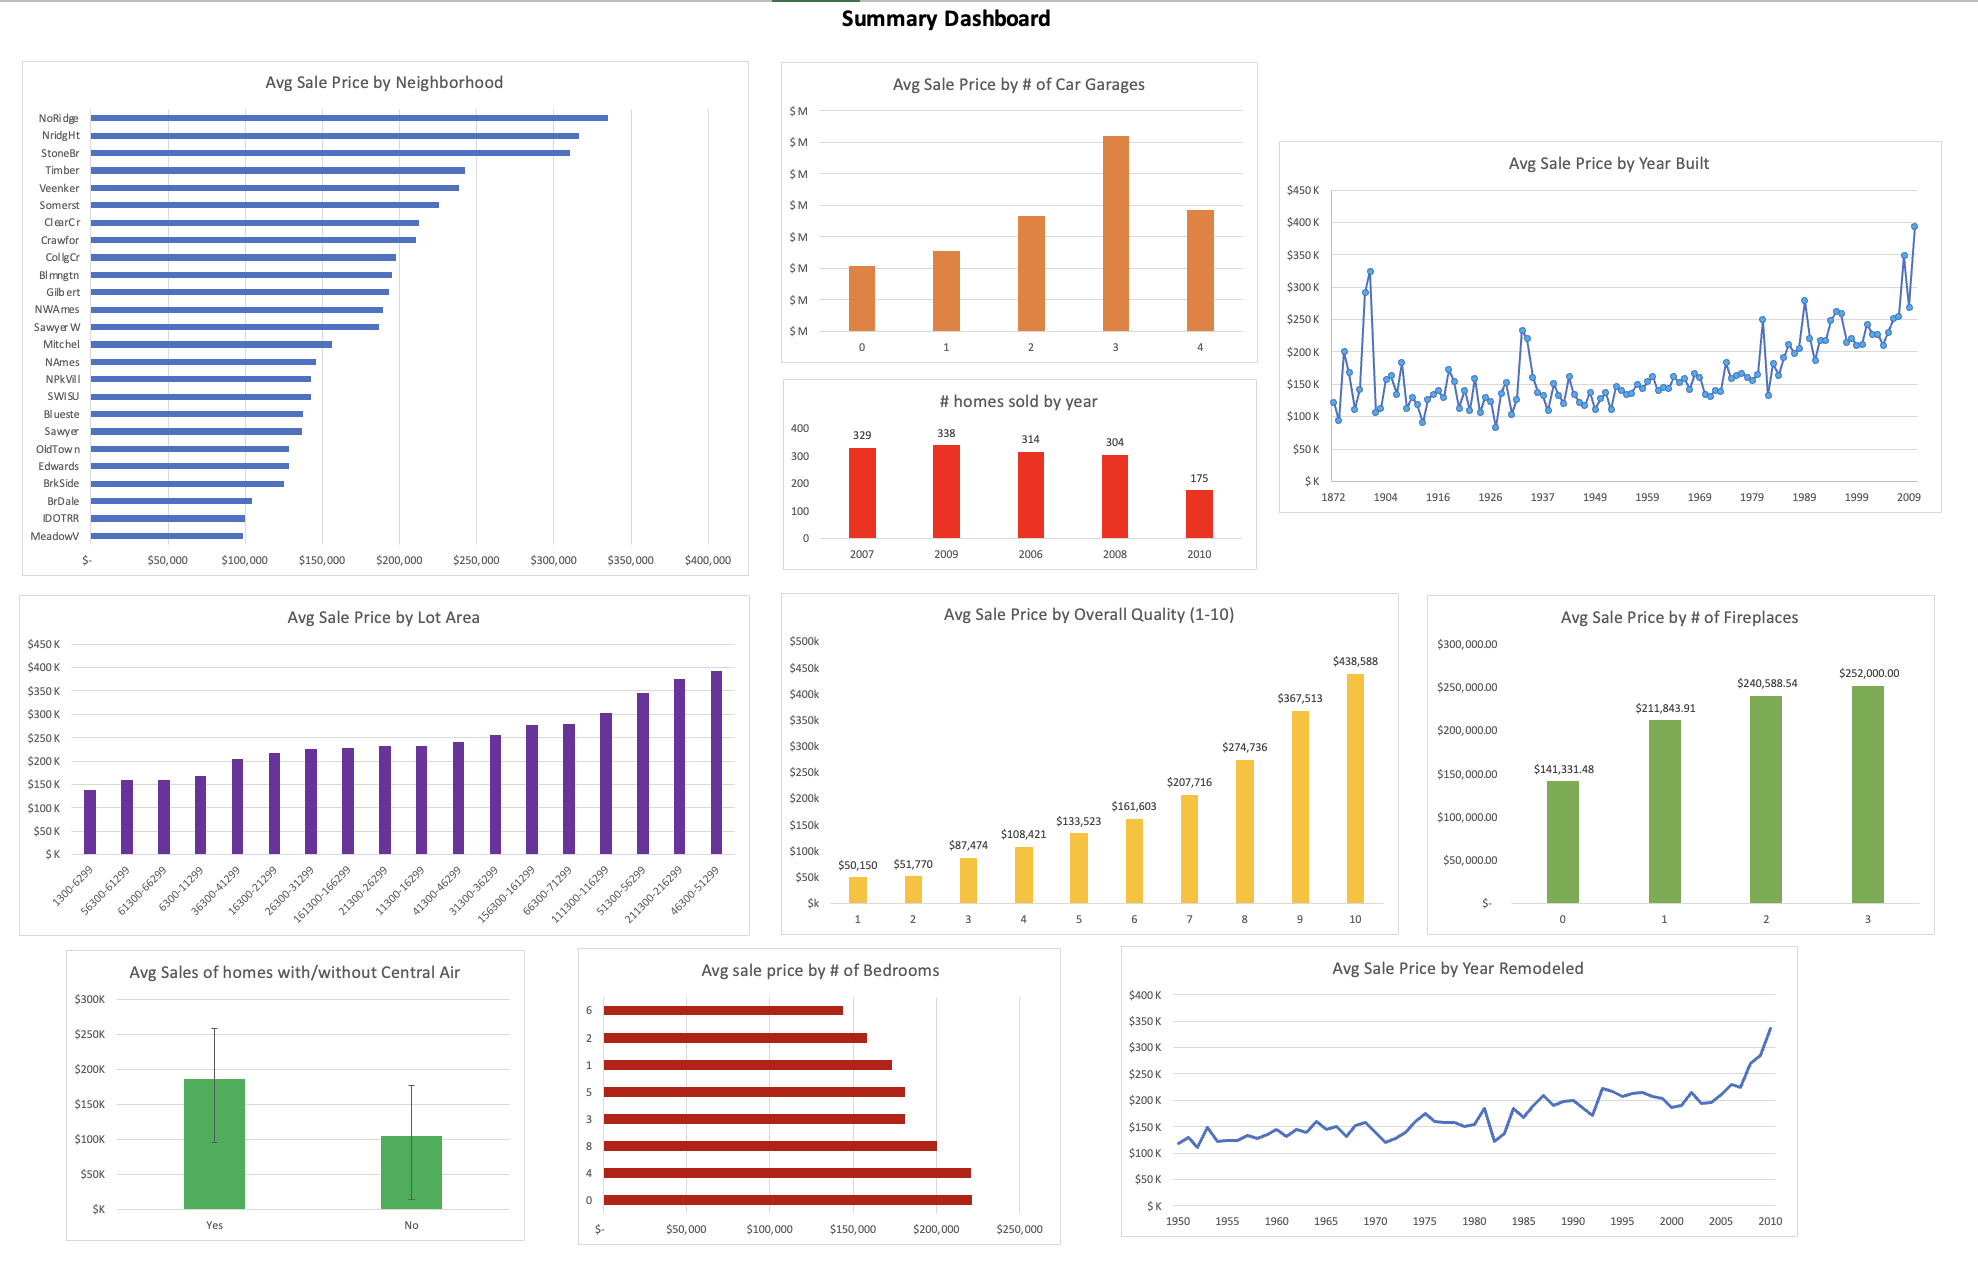 Summary Dashboard
Avg Sale Price by Neighborhood
NoRidge
NridgHt
StoneBr
Timber
Veenker
Somerst
ClearCr
Crawfor
CollgCr
Blmngtn
Gilbert
NWAmes
SawyerW
Mitchel
NAmes
NPkVill
SWISU
Blueste
Sawyer
OldTown
Edwards
BrkSide
BrDale
IDOTRR
MeadowV
$- $50,000 $100,000 $150,000 $200,000 $250,000 $300,000 $350,000 $400,000
Avg Sale Price by # of Car Garages
$ M
$ M
$ M
$ M
$ M
$ M
$ M
$ M
0 1 2 3 4
# homes sold by year
400
300
200
100
0
329 338 314 304 175
2007 2009 2006 2008 2010
Avg Sale Price by Year Built
$450 K
$400 K
$350 K
$300 K
$250 K
$200 K
$150 K
$100 K
$50 K
$ K
1872 1904 1916 1926 1937 1949 1959 1969 1979 1989 1999 2009
Avg Sale Price by Lot Area
$450 K
$400 K
$350 K
$300 K
$250 K
$200 K
$150 K
$100 K
$50 K
$ K
1300-6299
56300-61299
61300-66299
6300-11299
36300-41299
16300-21299
26300-31299
161300-166299
21300-26299
11300-16299
41300-46299
31300-36299
156300-161299
66300-71299
111300-116299
51300-56299
211300-216299
46300-51299
Avg Sale Price by Overall Quality (1-10)
$500k
$450k
$400k
$350k
$300k
$250k
$200k
$150k
$100k
$50k
$k
$50,150 $51,770 $87,474 $108,421 $133,523 $161,603 $207,716 $274,736 $367,513 $438,588
1 2 3 4 5 6 7 8 9 10
Avg Sale Price by # of Fireplaces
$300,000.00
$250,000.00
$200,000.00
$150,000.00
$100,000.00
$50,000.00
$-
$141,331.48 $211,843.91 $240,588.54 $252,000.00
0 1 2 3
Avg Sales of homes with/without Central Air
$300K
$250K
$200K
$150K
$100K
$50K
$K
Yes No
Avg sale price by # of Bedrooms
6
2
1
5
3
8
4
0
$- $50,000 $100,000 $150,000 $200,000 $250,000
Avg Sale Price by Year Remodeled
$400 K
$350 K
$300 K
$250 K
$200 K
$150 K
$100 K
$50 K
$ K
1950 1955 1960 1965 1970 1975 1980 1985 1990 1995 2000 2005 2010